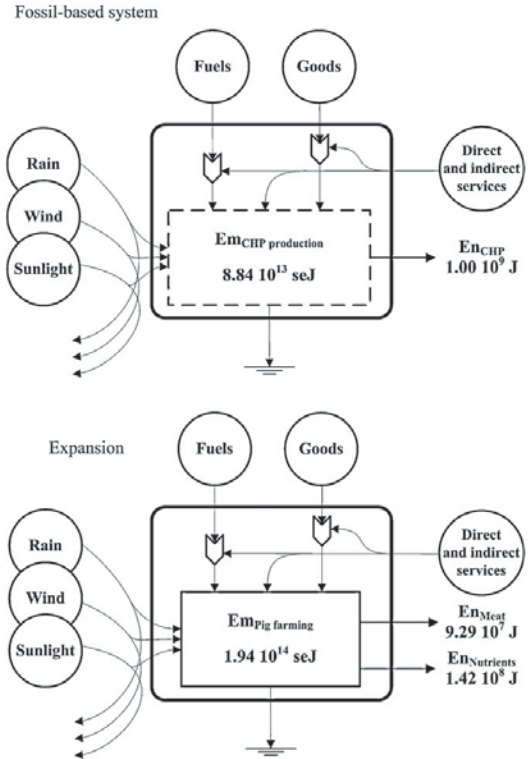 Fossil-based system
Fuels
Goods
Rain
Wind
Sunlight
Direct
and indirect
services
Em_CHP production
8.84 10^13 seJ
En_CHP
1.00 10^9 J
Expansion
Fuels
Goods
Rain
Wind
Sunlight
Direct
and indirect
services
Em_Pig farming
1.94 10^14 seJ
En_Meat
9.29 10^7 J
En_Nutrients
1.42 10^8 J